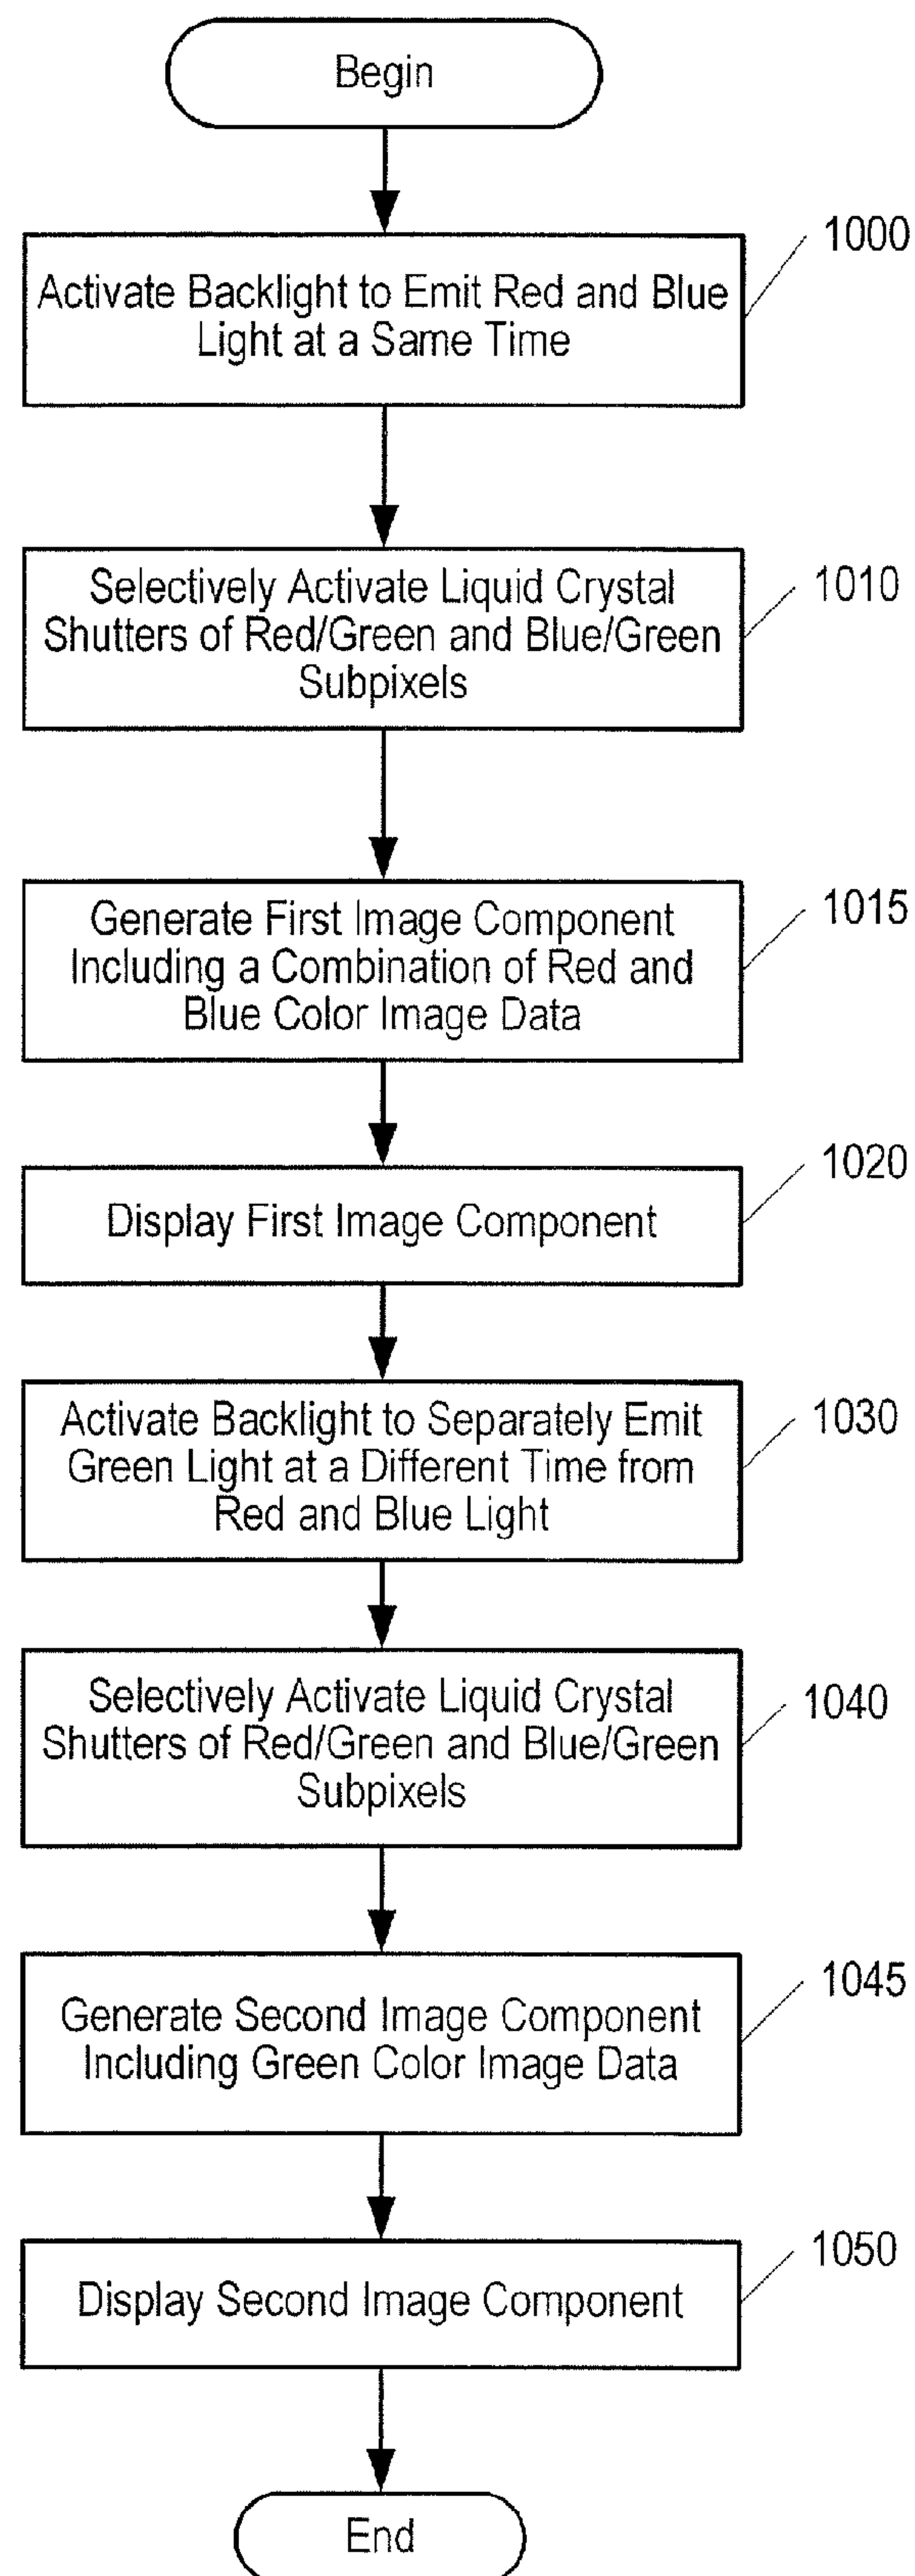 Begin
1000
Activate Backlight to Emit Red and Blue
Light at a Same Time
1010
Selectively Activate Liquid Crystal
Shutters of Red/Green and Blue/Green
Subpixels
1015
Generate First Image Component
Including a Combination of Red and
Blue Color Image Data
1020
Display First Image Component
1030
Activate Backlight to Separately Emit
Green Light at a Different Time from
Red and Blue Light
1040
Selectively Activate Liquid Crystal
Shutters of Red/Green and Blue/Green
Subpixels
1045
Generate Second Image Component
Including Green Color Image Data
1050
Display Second Image Component
End